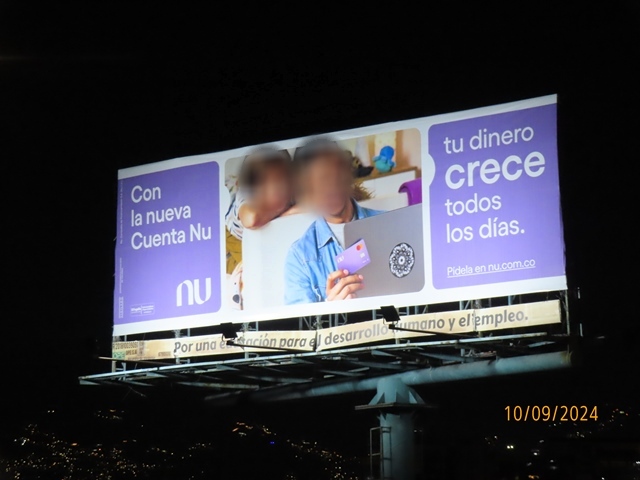 Con
la nueva
Cuenta Nu
nu
tu dinero
crece
todos
los días.
Pídela en nu.com.co
nu
Por una educación para el desarrollo humano y el empleo.
10/09/2024